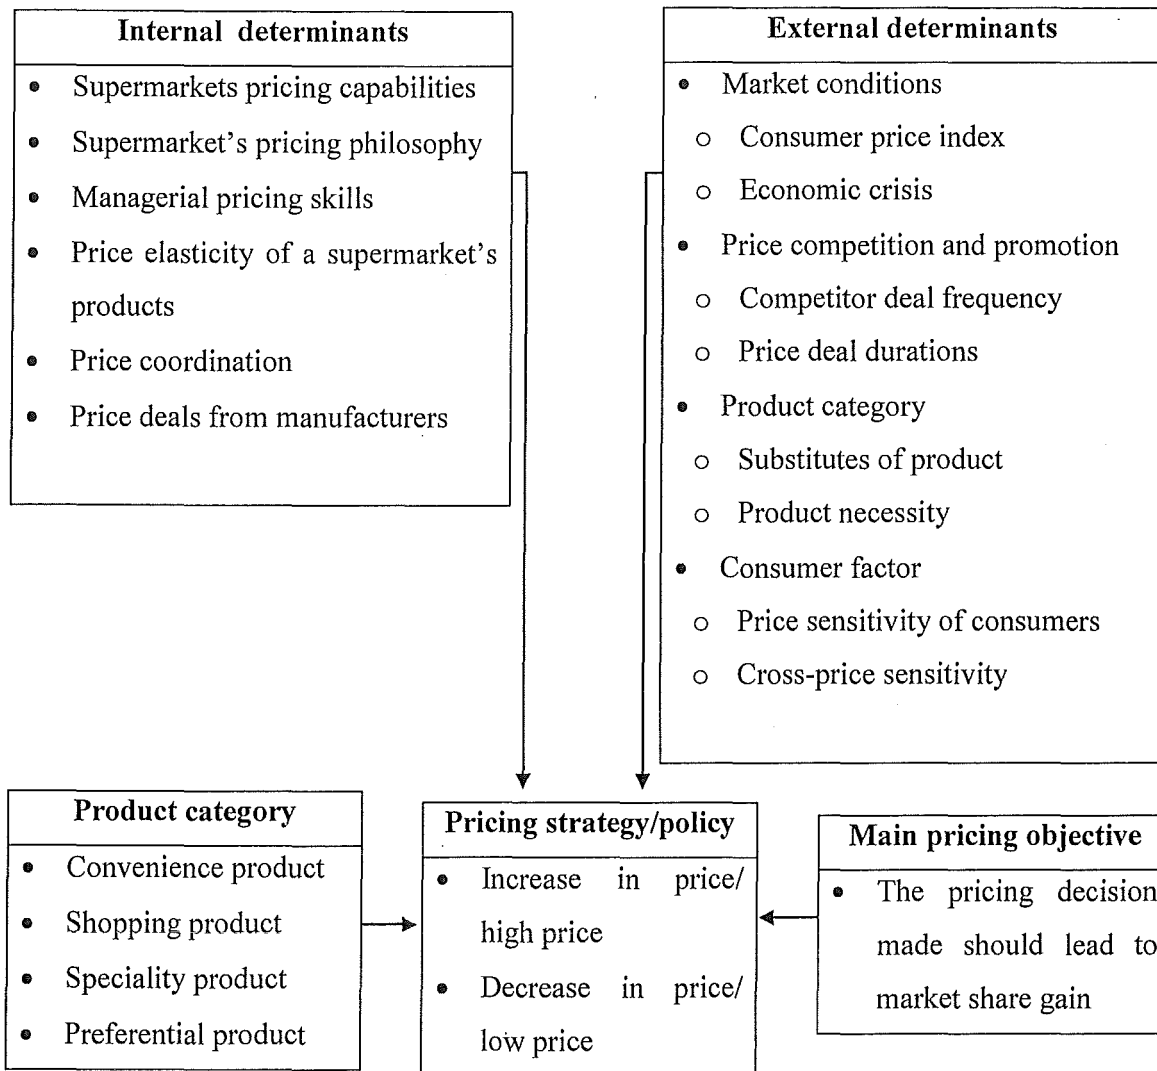 Internal determinants
• Supermarkets pricing capabilities
• Supermarket's pricing philosophy
• Managerial pricing skills
• Price elasticity of a supermarket's
products
• Price coordination
• Price deals from manufacturers
External determinants
• Market conditions
o Consumer price index
o Economic crisis
• Price competition and promotion
o Competitor deal frequency
o Price deal durations
• Product category
o Substitutes of product
o Product necessity
• Consumer factor
o Price sensitivity of consumers
o Cross-price sensitivity
Product category
• Convenience product
• Shopping product
• Speciality product
• Preferential product
Pricing strategy/policy
• Increase in price/
high price
• Decrease in price/
low price
Main pricing objective
• The pricing decision
made should lead to
market share gain